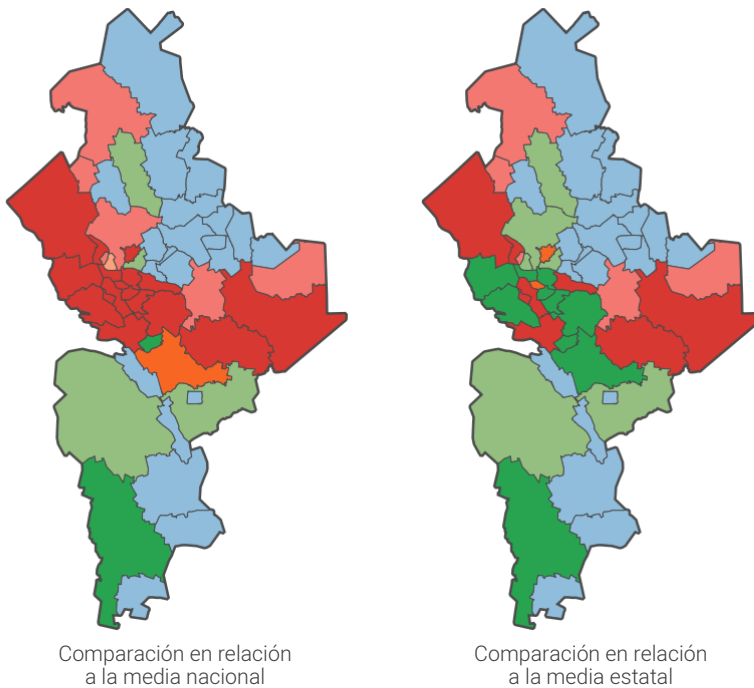 Comparación en relación
a la media nacional
Comparación en relación
a la media estatal